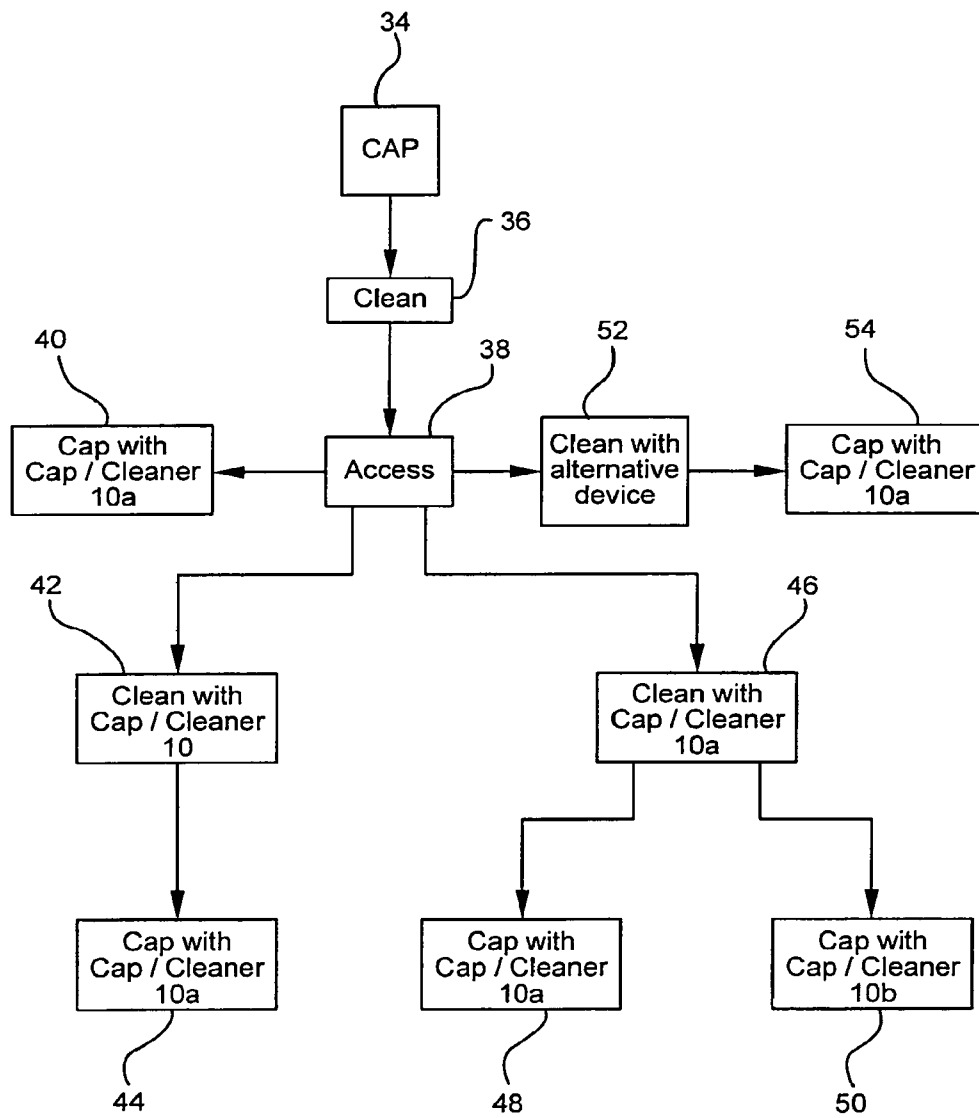 34
CAP
36
Clean
40
38
52
54
Cap with
Cap / Cleaner
10a
Access
Clean with
alternative
device
Cap with
Cap / Cleaner
10a
42
46
Clean with
Cap / Cleaner
10
Clean with
Cap / Cleaner
10a
Cap with
Cap / Cleaner
10a
Cap with
Cap / Cleaner
10a
Cap with
Cap / Cleaner
10b
44
48
50